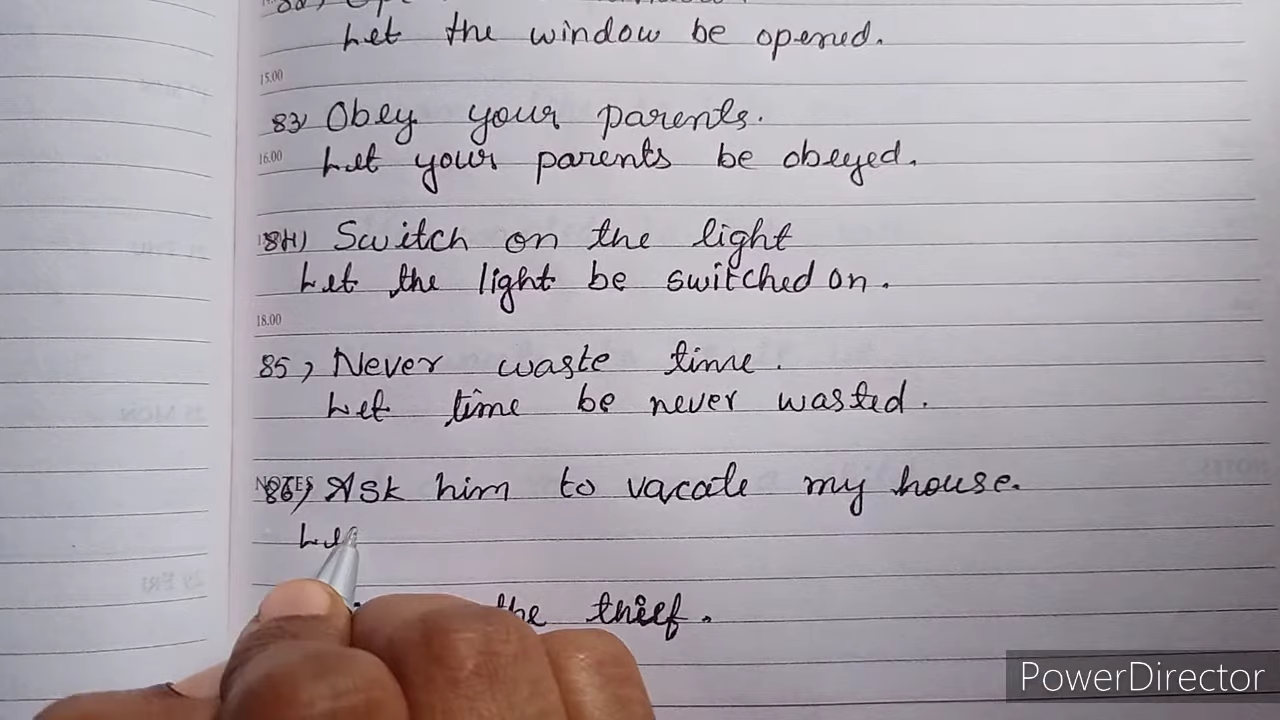 Let the window be opened.
15.00
83) Obey your parents.
16.00
Let your parents be obeyed.
84) Switch on the light
Let the light be switched on.
18.00
85) Never waste time.
Let time be never wasted.
NOTES
86) Ask him to vacate my house.
Let
the thief.
PowerDirector